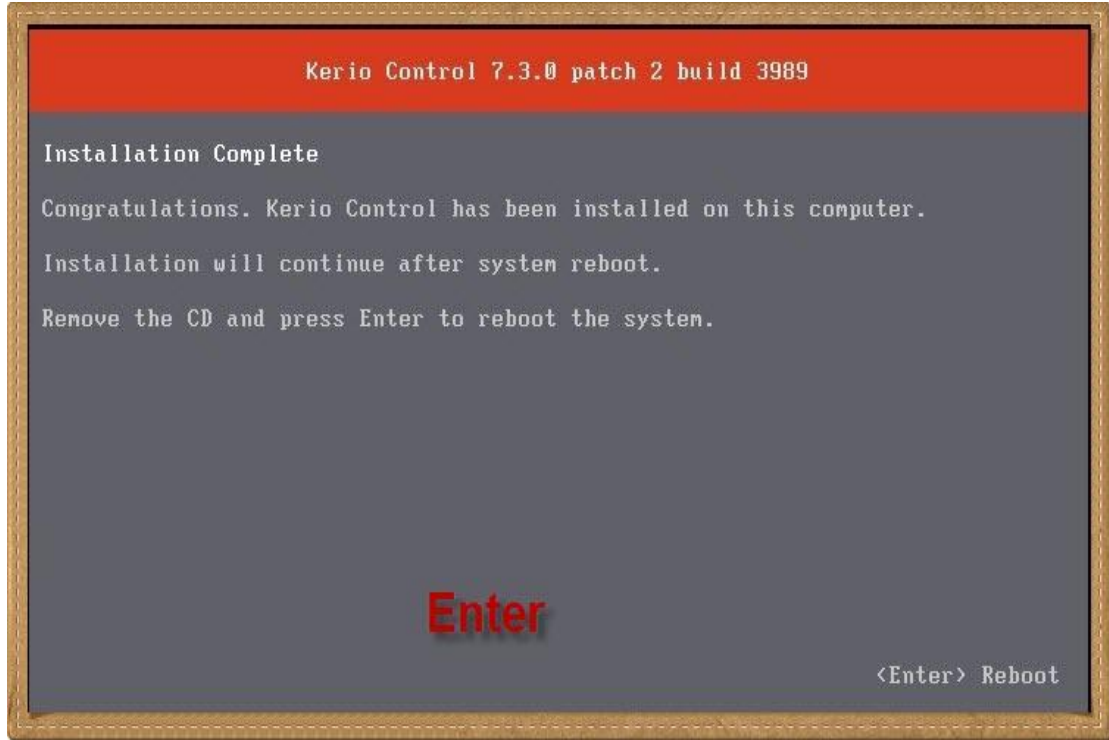 Kerio Control 7.3.0 patch 2 build 3989
Installation Complete
Congratulations. Kerio Control has been installed on this computer.
Installation will continue after system reboot.
Remove the CD and press Enter to reboot the system.
Enter
<Enter> Reboot